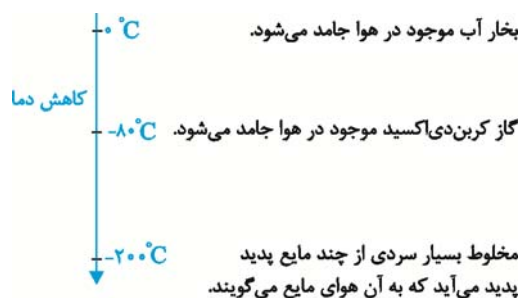 ۰°C بخار آب موجود در هوا جامد می‌شود.
کاهش دما
-۸۰°C گاز کربن‌دی‌اکسید موجود در هوا جامد می‌شود.
-۲۰۰°C مخلوط بسیار سردی از چند مایع پدید
پدید می‌آید که به آن هوای مایع می‌گویند.